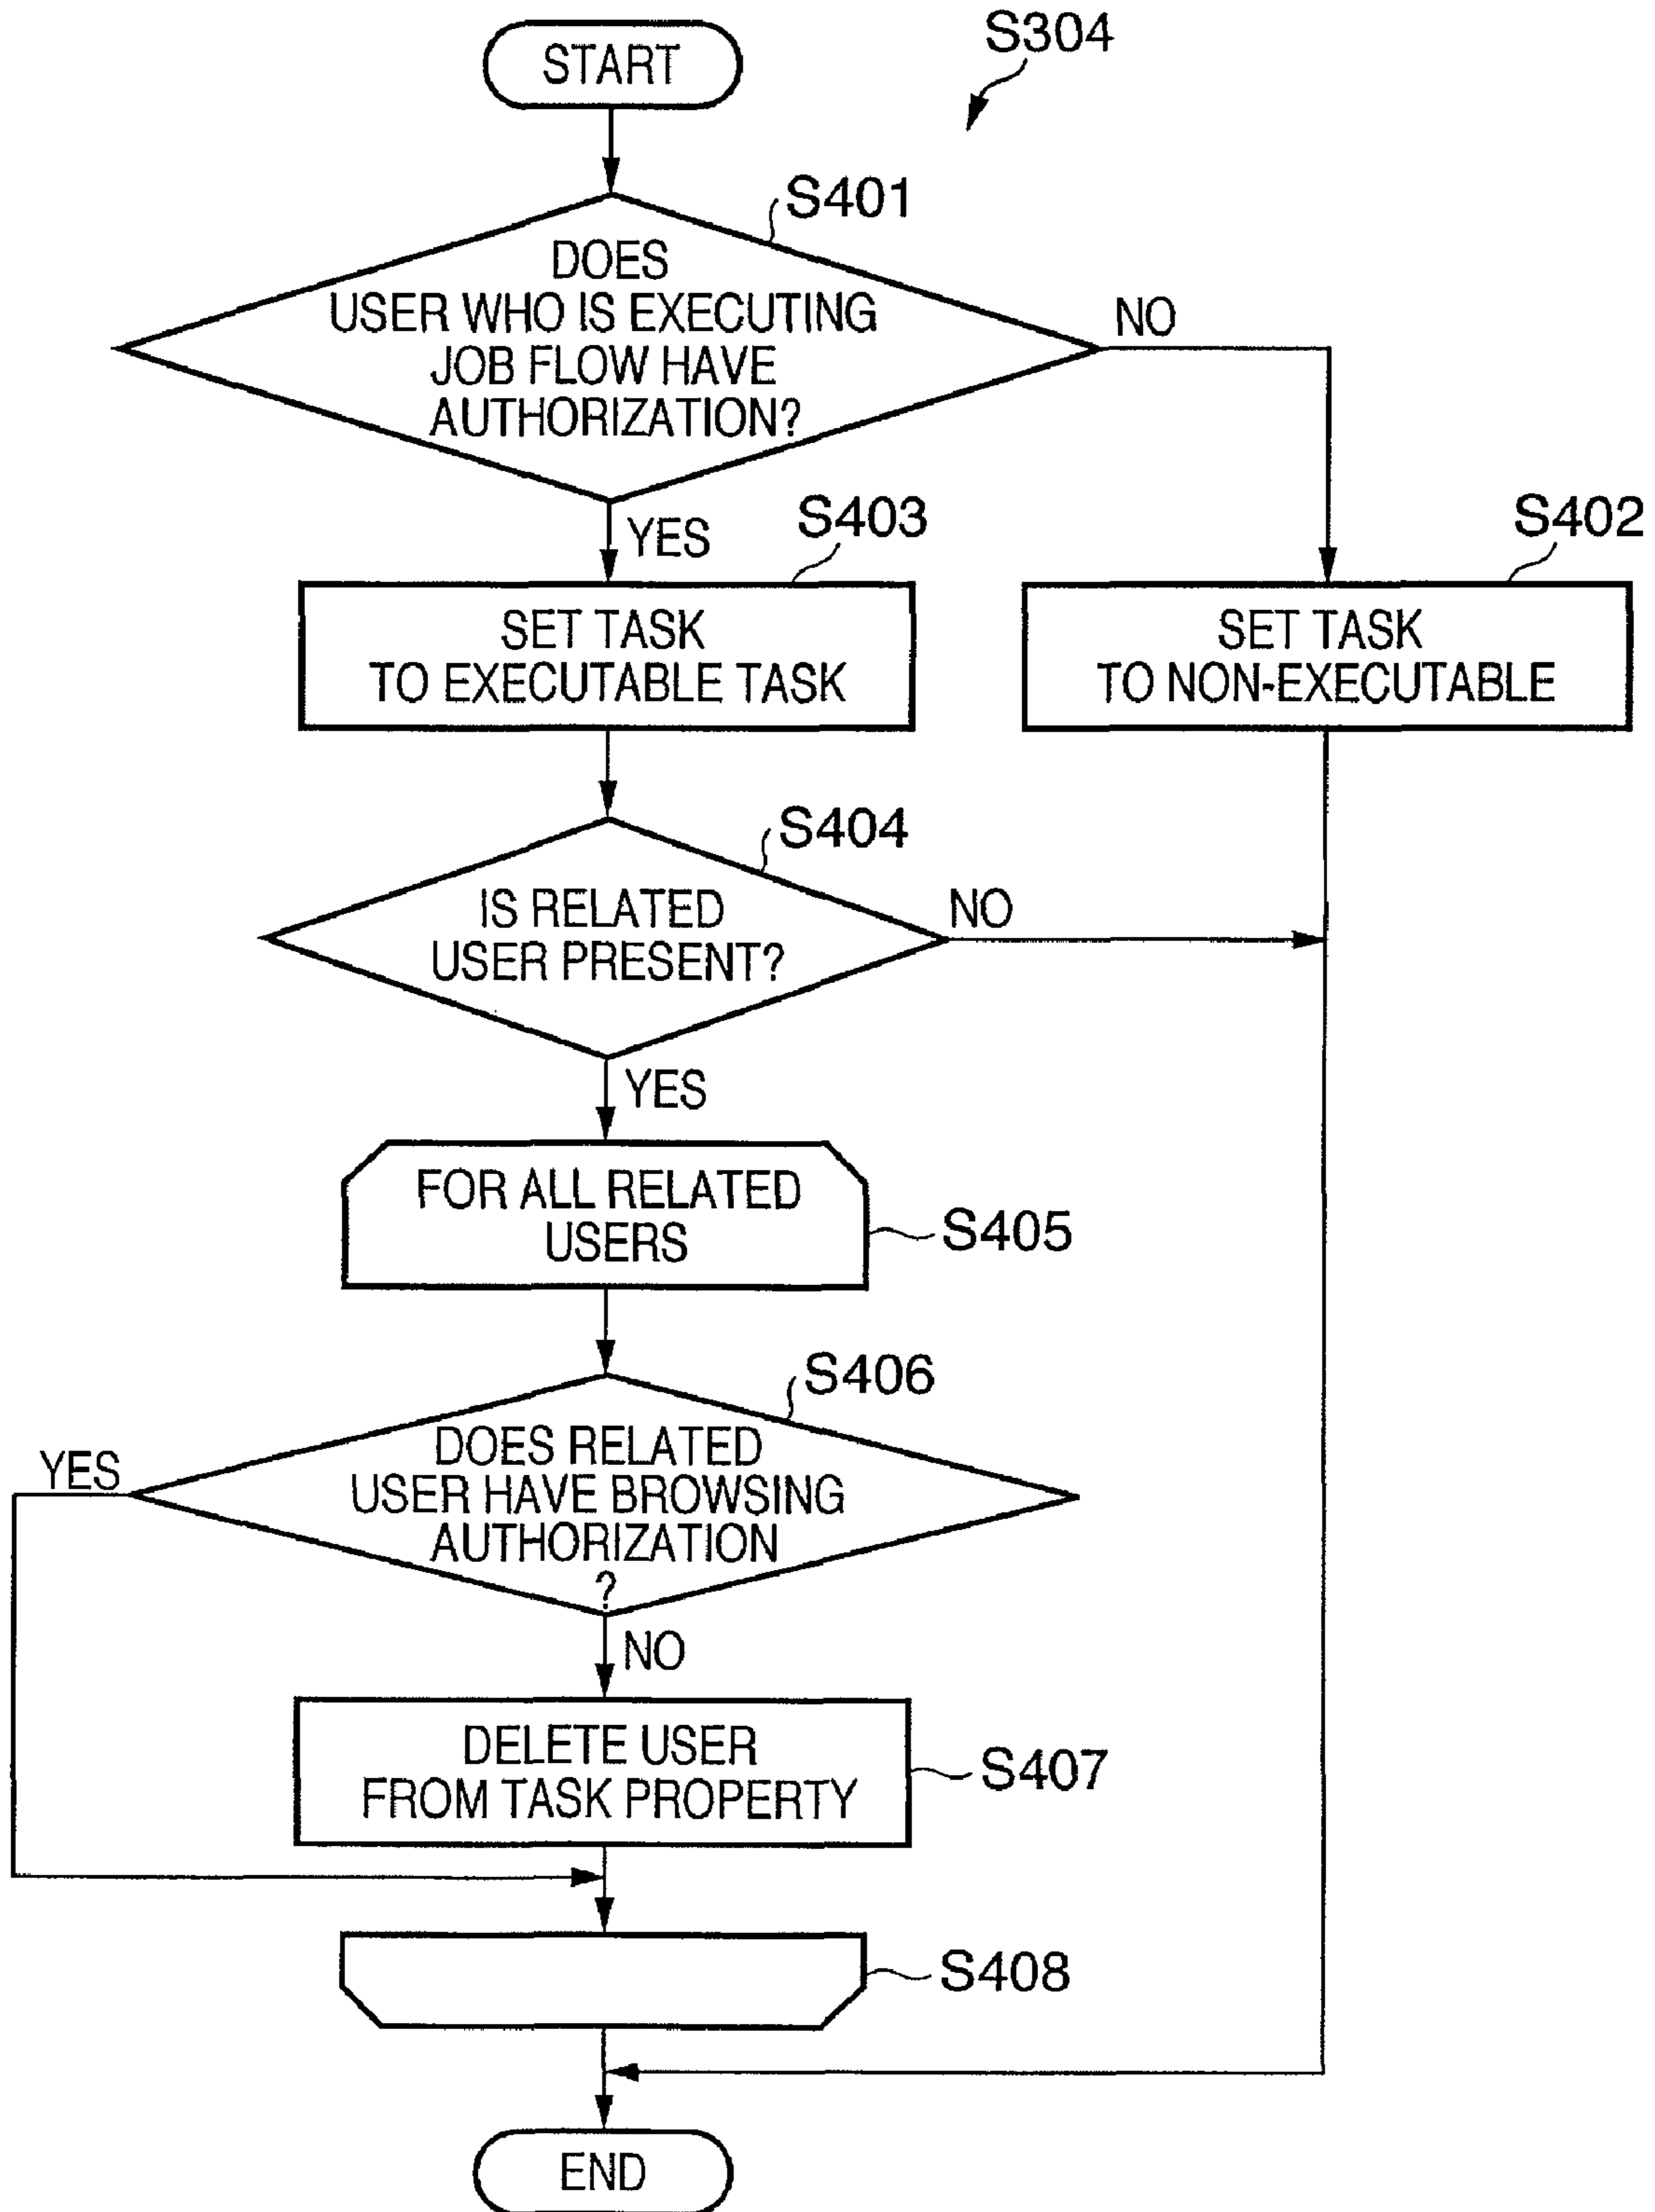 START
S304
S401
DOES
USER WHO IS EXECUTING
JOB FLOW HAVE
AUTHORIZATION?
NO
YES
S403
S402
SET TASK
TO EXECUTABLE TASK
SET TASK
TO NON-EXECUTABLE
S404
IS RELATED
USER PRESENT?
NO
YES
FOR ALL RELATED
USERS
S405
S406
DOES RELATED
USER HAVE BROWSING
AUTHORIZATION
?
YES
NO
DELETE USER
FROM TASK PROPERTY
S407
S408
END